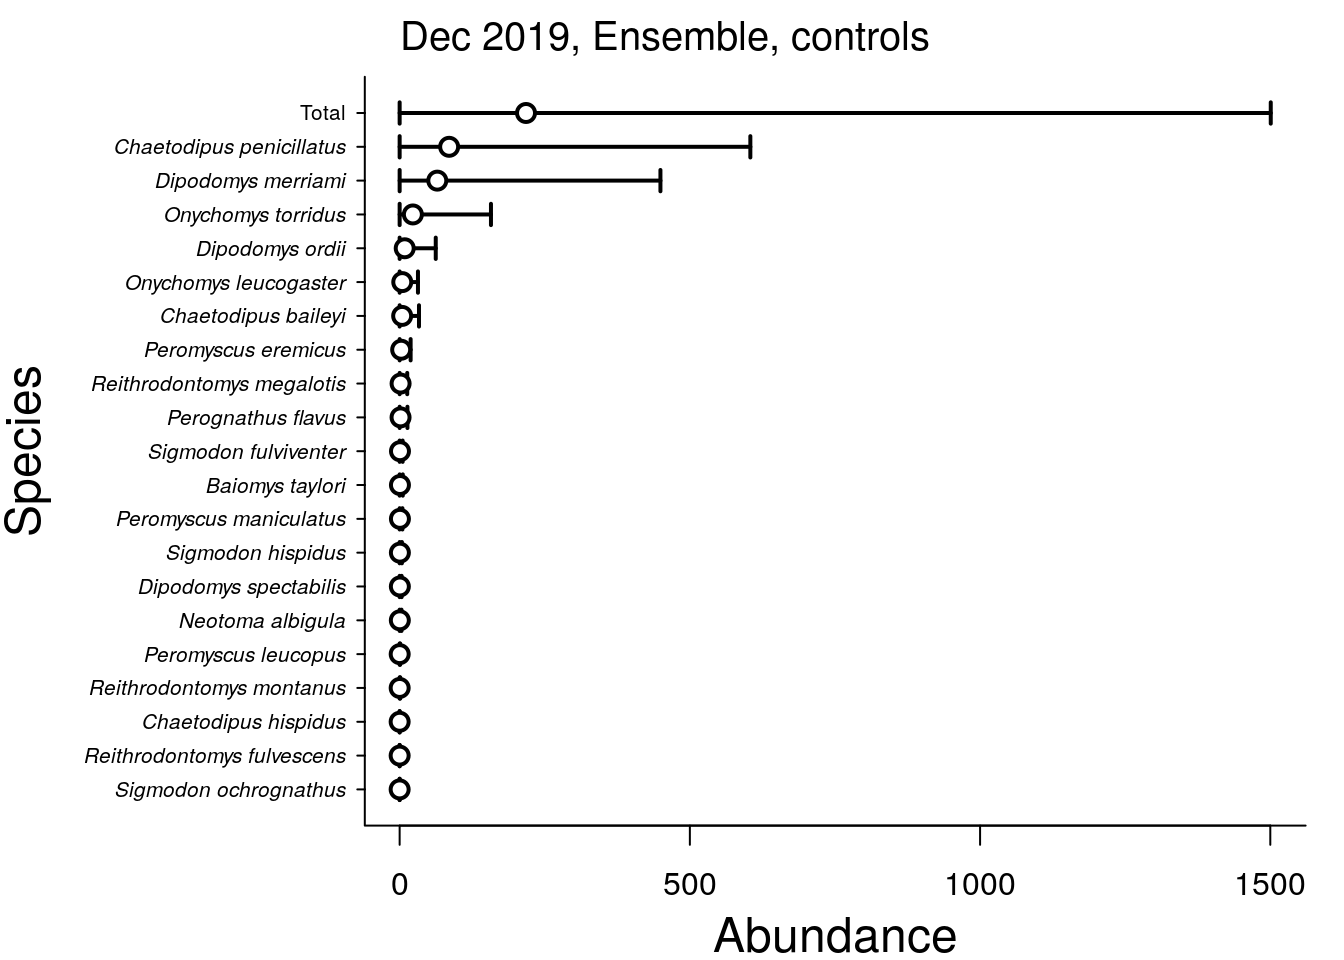 Dec 2019, Ensemble, controls
Total
Chaetodipus penicillatus
Dipodomys merriami
Onychomys torridus
Dipodomys ordii
Onychomys leucogaster
Chaetodipus baileyi
Peromyscus eremicus
Reithrodontomys megalotis
Perognathus flavus
Sigmodon fulviventer
Baiomys taylori
Peromyscus maniculatus
Sigmodon hispidus
Dipodomys spectabilis
Neotoma albigula
Peromyscus leucopus
Reithrodontomys montanus
Chaetodipus hispidus
Reithrodontomys fulvescens
Sigmodon ochrognathus
Species
0 500 1000 1500
Abundance